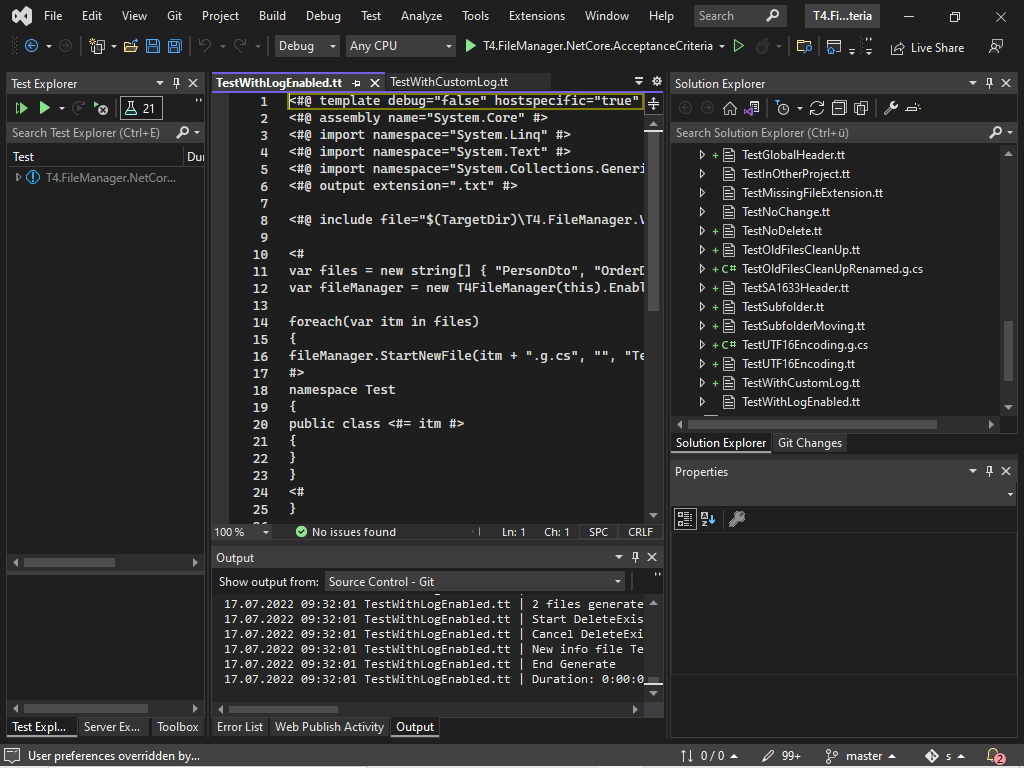 File Edit View Git Project Build Debug Test Analyze Tools Extensions Window Help Search T4.Fi...teria
Debug Any CPU T4.FileManager.NetCore.AcceptanceCriteria Live Share
Test Explorer
21
Search Test Explorer (Ctrl+E)
Test Dur
T4.FileManager.NetCor...
TestWithLogEnabled.tt TestWithCustomLog.tt
1 <#@ template debug="false" hostspecific="true"
2 <#@ assembly name="System.Core" #>
3 <#@ import namespace="System.Linq" #>
4 <#@ import namespace="System.Text" #>
5 <#@ import namespace="System.Collections.Generi
6 <#@ output extension=".txt" #>
7
8 <#@ include file="$(TargetDir)\T4.FileManager.V
9
10 <#
11 var files = new string[] { "PersonDto", "OrderD
12 var fileManager = new T4FileManager(this).Enabl
13
14 foreach(var itm in files)
15 {
16 fileManager.StartNewFile(itm + ".g.cs", "", "Te
17 #>
18 namespace Test
19 {
20 public class <#= itm #>
21 {
22 }
23 }
24 <#
25 }
100 % No issues found Ln: 1 Ch: 1 SPC CRLF
Output
Show output from: Source Control - Git
17.07.2022 09:32:01 TestWithLogEnabled.tt | 2 files generate
17.07.2022 09:32:01 TestWithLogEnabled.tt | Start DeleteExis
17.07.2022 09:32:01 TestWithLogEnabled.tt | Cancel DeleteExi
17.07.2022 09:32:01 TestWithLogEnabled.tt | New info file Te
17.07.2022 09:32:01 TestWithLogEnabled.tt | End Generate
17.07.2022 09:32:01 TestWithLogEnabled.tt | Duration: 0:00:0
Error List Web Publish Activity Output
Test Expl... Server Ex... Toolbox
Solution Explorer
Search Solution Explorer (Ctrl+ü)
TestGlobalHeader.tt
TestInOtherProject.tt
TestMissingFileExtension.tt
TestNoChange.tt
TestNoDelete.tt
TestOldFilesCleanUp.tt
C# TestOldFilesCleanUpRenamed.g.cs
TestSA1633Header.tt
TestSubfolder.tt
TestSubfolderMoving.tt
C# TestUTF16Encoding.g.cs
TestUTF16Encoding.tt
TestWithCustomLog.tt
TestWithLogEnabled.tt
Solution Explorer Git Changes
Properties
User preferences overridden by... 0 / 0 99+ master s 2